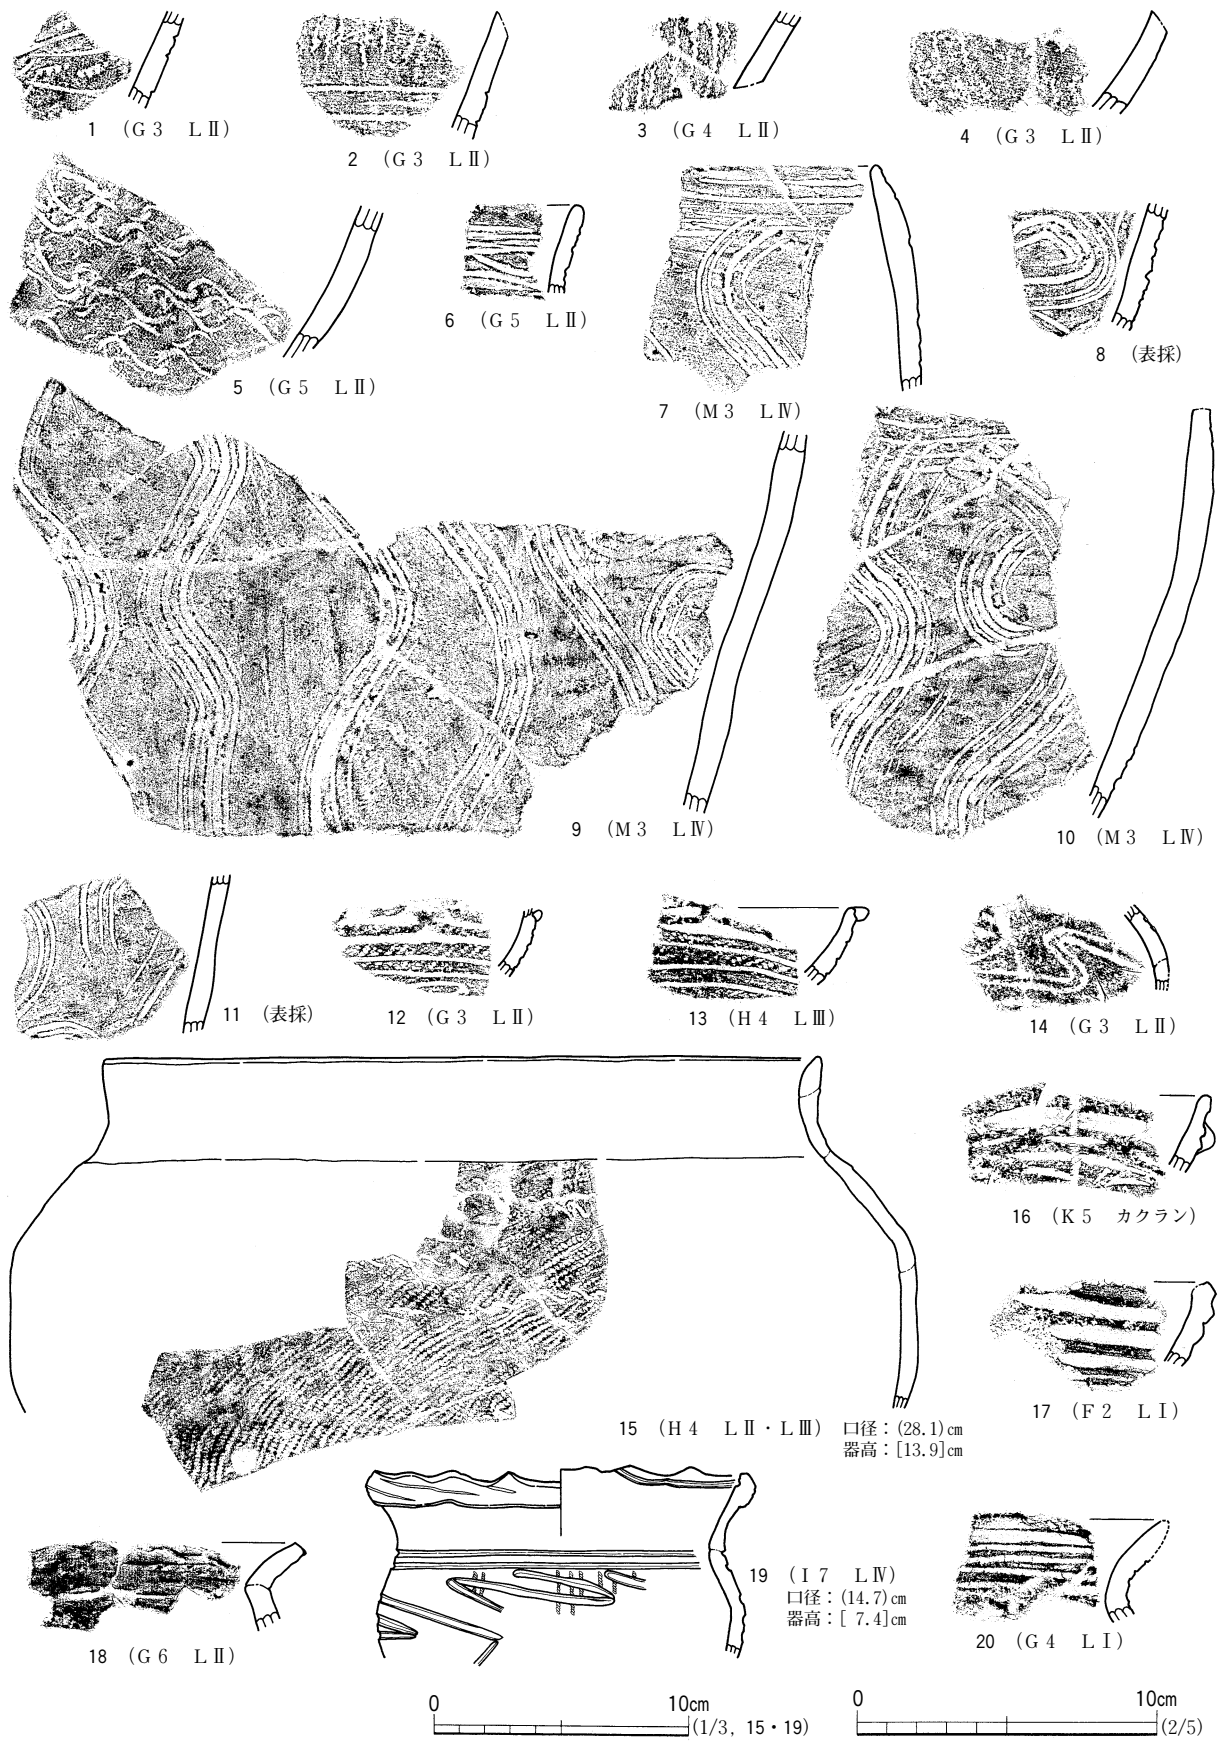 1 （G3 LⅡ）
2 （G3 LⅡ）
3 （G4 LⅡ）
4 （G3 LⅡ）
5 （G5 LⅡ）
6 （G5 LⅡ）
7 （M3 LⅣ）
8 （表採）
9 （M3 LⅣ）
10 （M3 LⅣ）
11 （表採）
12 （G3 LⅡ）
13 （H4 LⅢ）
14 （G3 LⅡ）
15 （H4 LⅡ・LⅢ） 口径：(28.1)㎝
器高：[13.9]㎝
16 （K5 カクラン）
17 （F2 LⅠ）
18 （G6 LⅡ）
19 （I7 LⅣ）
口径：(14.7)㎝
器高：[ 7.4]㎝
20 （G4 LⅠ）
0 10㎝
(1/3, 15・19)
0 10㎝
(2/5)